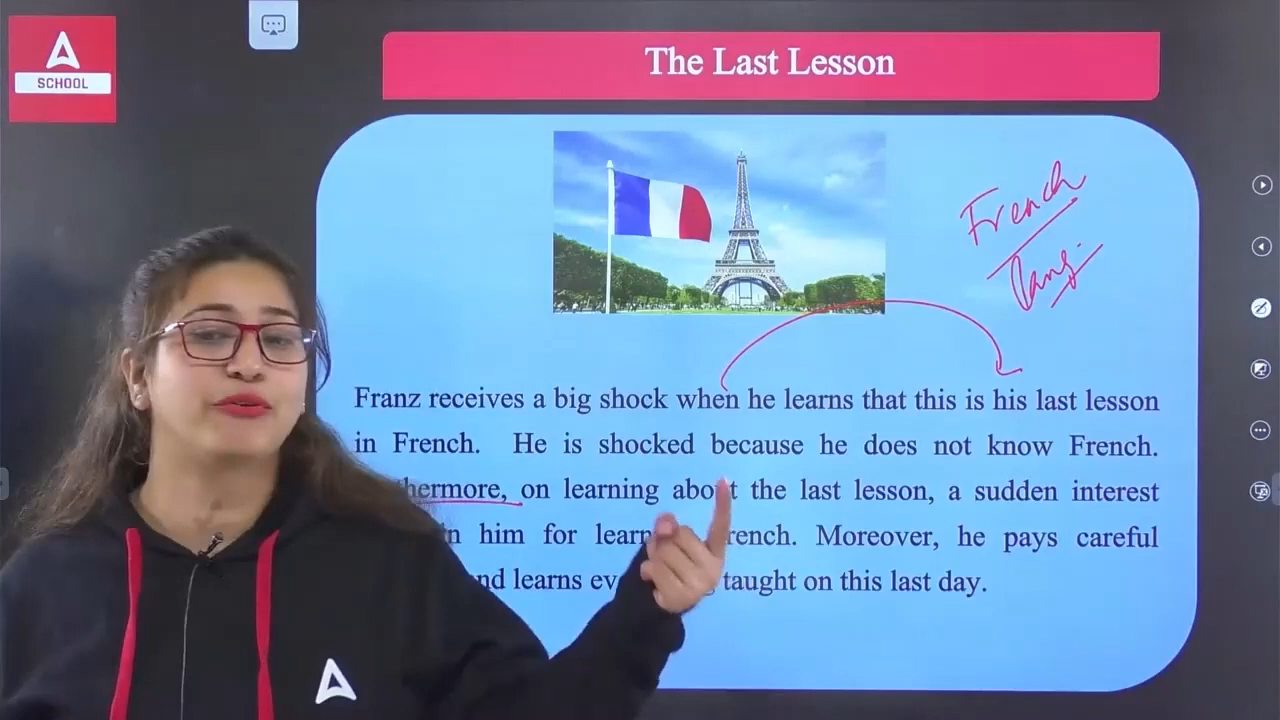 SCHOOL
The Last Lesson
French
lang.
Franz receives a big shock when he learns that this is his last lesson
in French. He is shocked because he does not know French.
hermore, on learning about the last lesson, a sudden interest
him for learn rench. Moreover, he pays careful
nd learns ev taught on this last day.